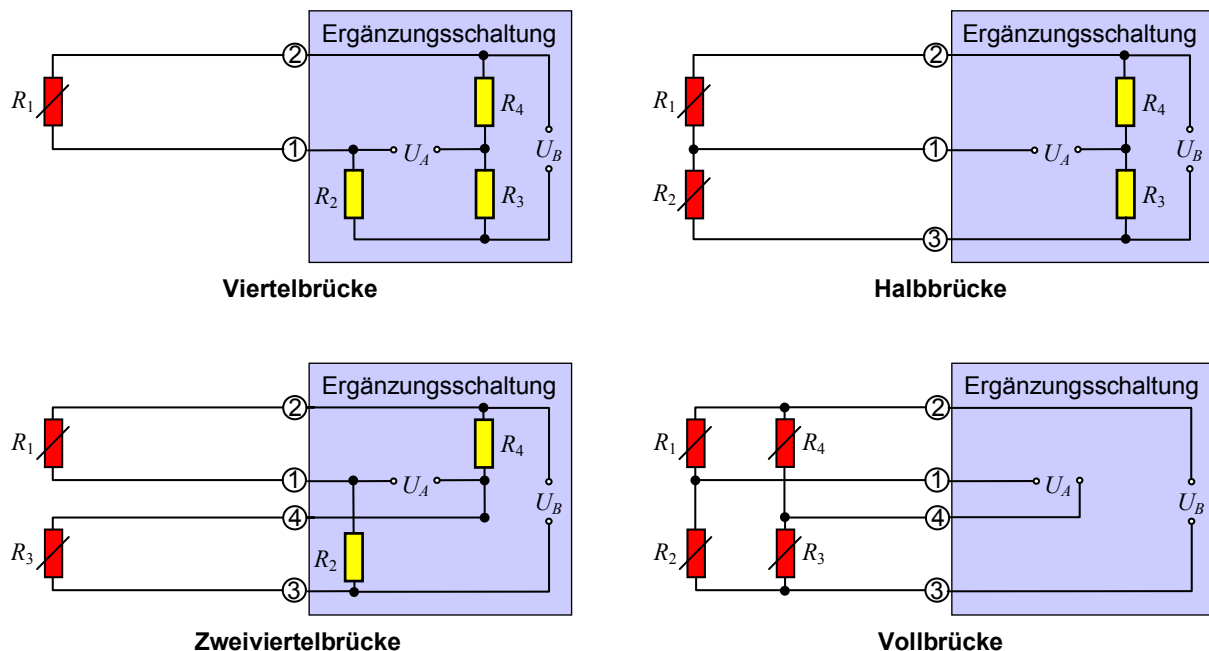 Ergänzungsschaltung
2
R1
R4
1
UA
UB
R2
R3
Viertelbrücke
Ergänzungsschaltung
2
R1
R4
1
UA
UB
R2
R3
3
Halbbrücke
Ergänzungsschaltung
2
R1
R4
1
UA
UB
4
R3
R2
3
Zweiviertelbrücke
Ergänzungsschaltung
2
R1
R4
1
UA
UB
4
R2
R3
3
Vollbrücke